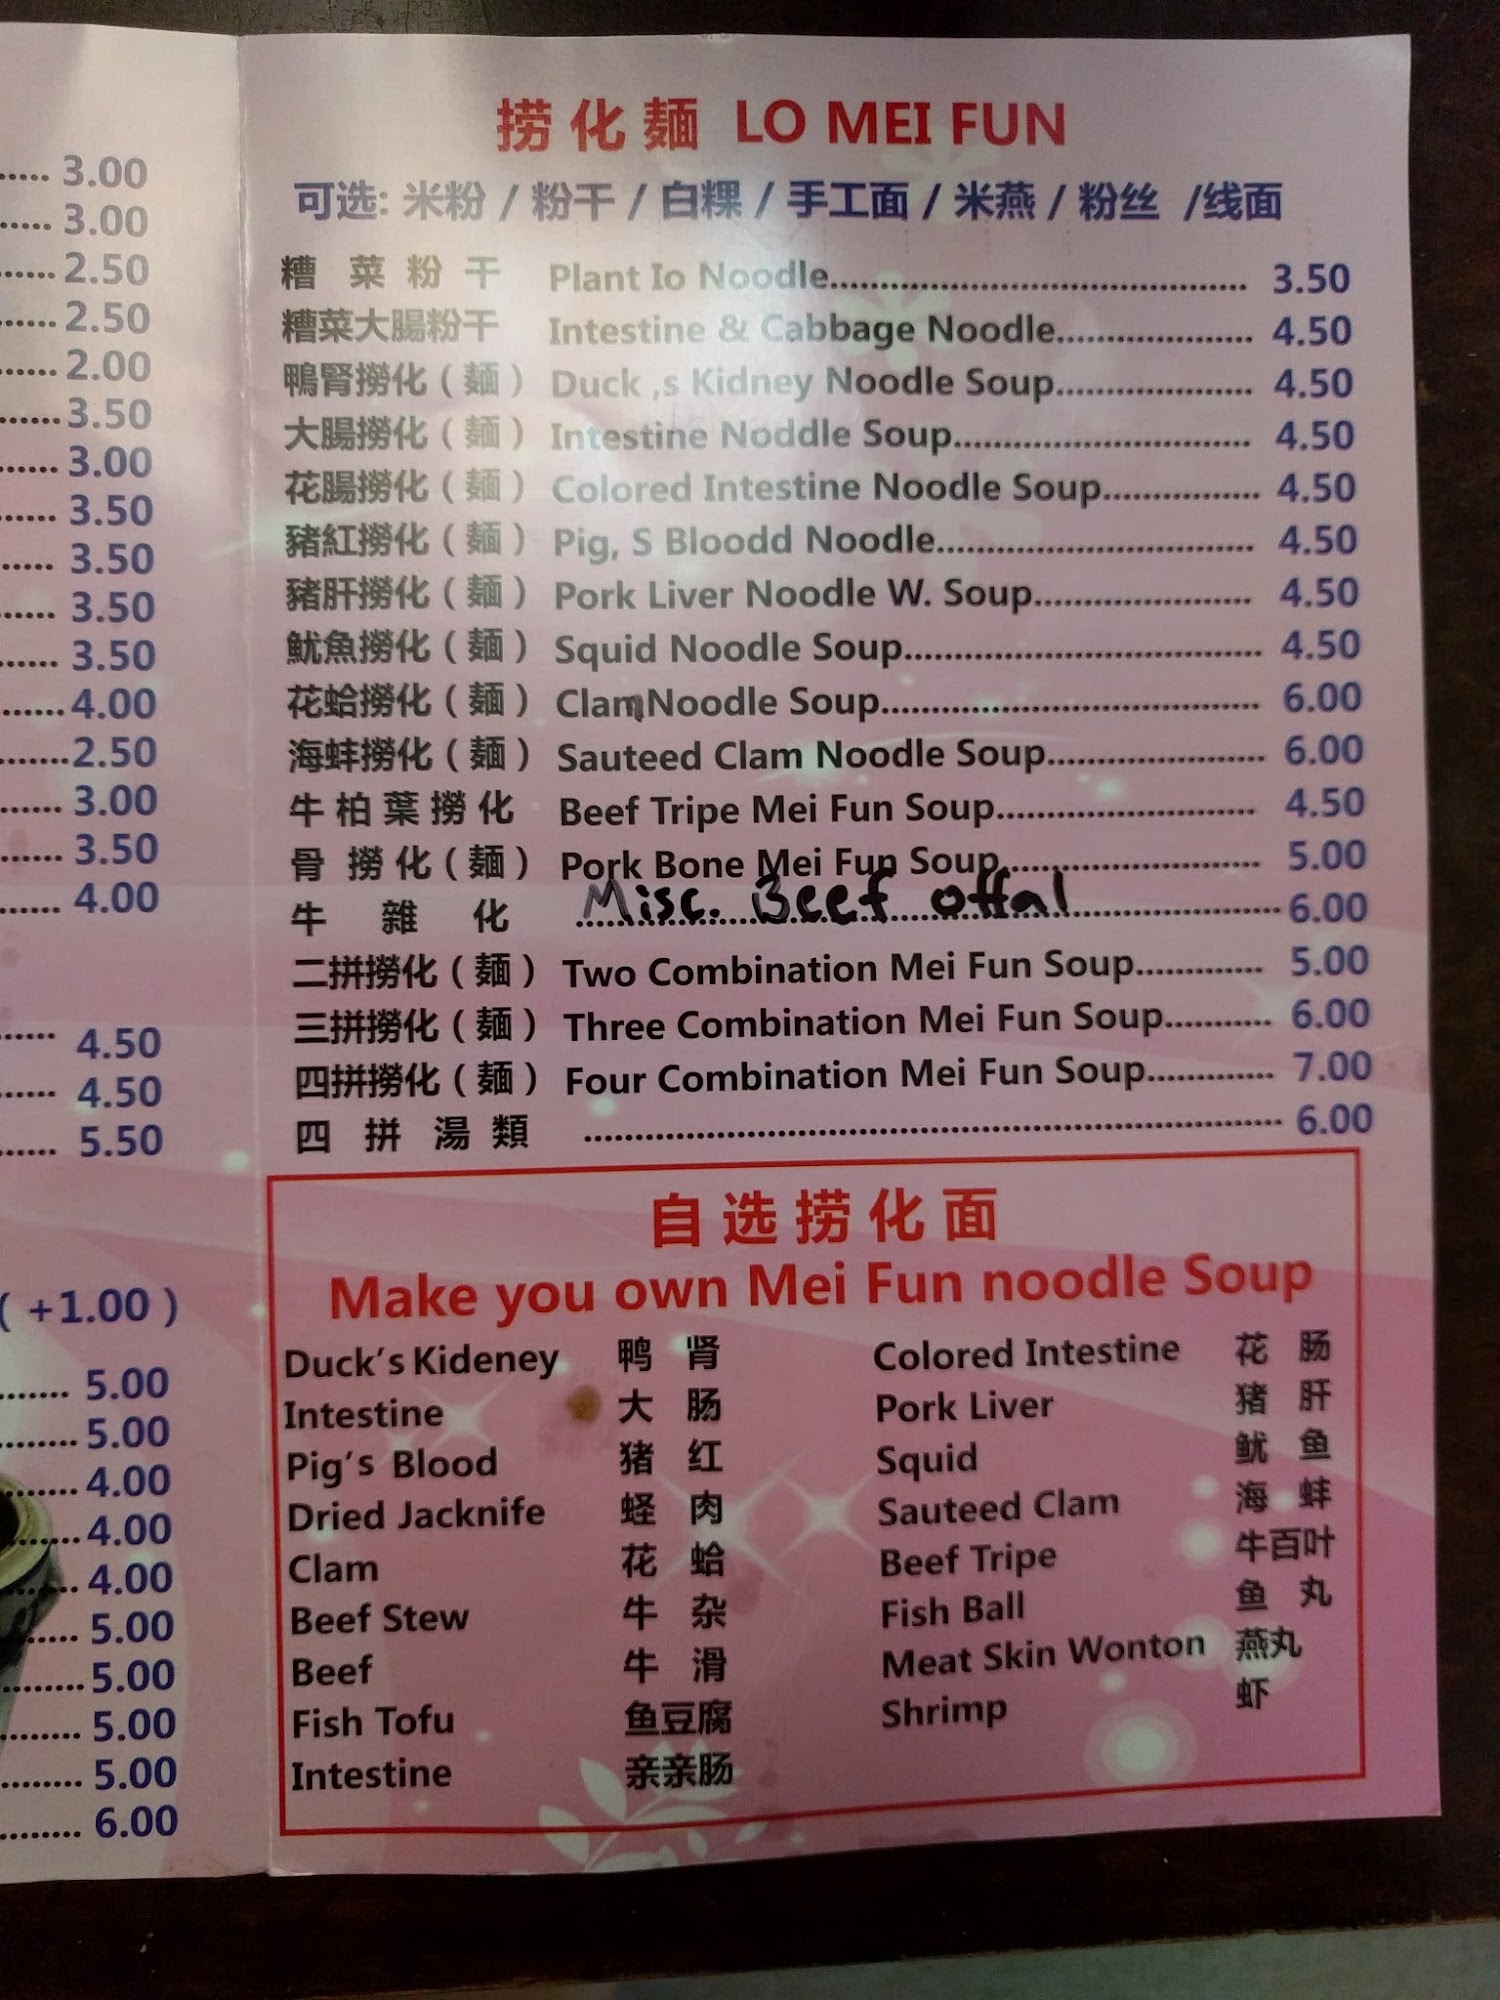 ..... 3.00
..... 3.00
......2.50
......2.50
......2.00
......3.50
...... 3.00
...... 3.50
..... 3.50
..... 3.50
...... 3.50
.......4.00
.......2.50
...... 3.00
...... 3.50
...... 4.00
...... 4.50
...... 4.50
...... 5.50
( +1.00 )
....... 5.00
........ 5.00
........ 4.00
........ 4.00
........ 4.00
........ 5.00
........ 5.00
........ 5.00
........ 5.00
........ 6.00
捞化麺 LO MEI FUN
可选: 米粉 / 粉干 / 白粿 / 手工面 / 米燕 / 粉丝 /线面
糟菜粉干 Plant Io Noodle......................................... 3.50
糟菜大腸粉干 Intestine & Cabbage Noodle................... 4.50
鴨腎撈化（麺） Duck ,s Kidney Noodle Soup................... 4.50
大腸撈化（麺） Intestine Noddle Soup............................. 4.50
花腸撈化（麺） Colored Intestine Noodle Soup................ 4.50
豬紅撈化（麺） Pig, S Bloodd Noodle............................... 4.50
豬肝撈化（麺） Pork Liver Noodle W. Soup...................... 4.50
魷魚撈化（麺） Squid Noodle Soup................................... 4.50
花蛤撈化（麺） Clam Noodle Soup..................................... 6.00
海蚌撈化（麺） Sauteed Clam Noodle Soup...................... 6.00
牛柏葉撈化 Beef Tripe Mei Fun Soup.......................... 4.50
骨撈化（麺） Pork Bone Mei Fun Soup.......................... 5.00
牛雜化 Misc. Beef offal ..................................................................... 6.00
二拼撈化（麺） Two Combination Mei Fun Soup............. 5.00
三拼撈化（麺） Three Combination Mei Fun Soup........... 6.00
四拼撈化（麺） Four Combination Mei Fun Soup............. 7.00
四拼湯類 ..................................................................... 6.00
自选捞化面
Make you own Mei Fun noodle Soup
Duck's Kideney 鸭肾 Colored Intestine 花肠
Intestine 大肠 Pork Liver 猪肝
Pig's Blood 猪红 Squid 鱿鱼
Dried Jacknife 蛏肉 Sauteed Clam 海蚌
Clam 花蛤 Beef Tripe 牛百叶
Beef Stew 牛杂 Fish Ball 鱼丸
Beef 牛滑 Meat Skin Wonton 燕丸
Fish Tofu 鱼豆腐 Shrimp 虾
Intestine 亲亲肠